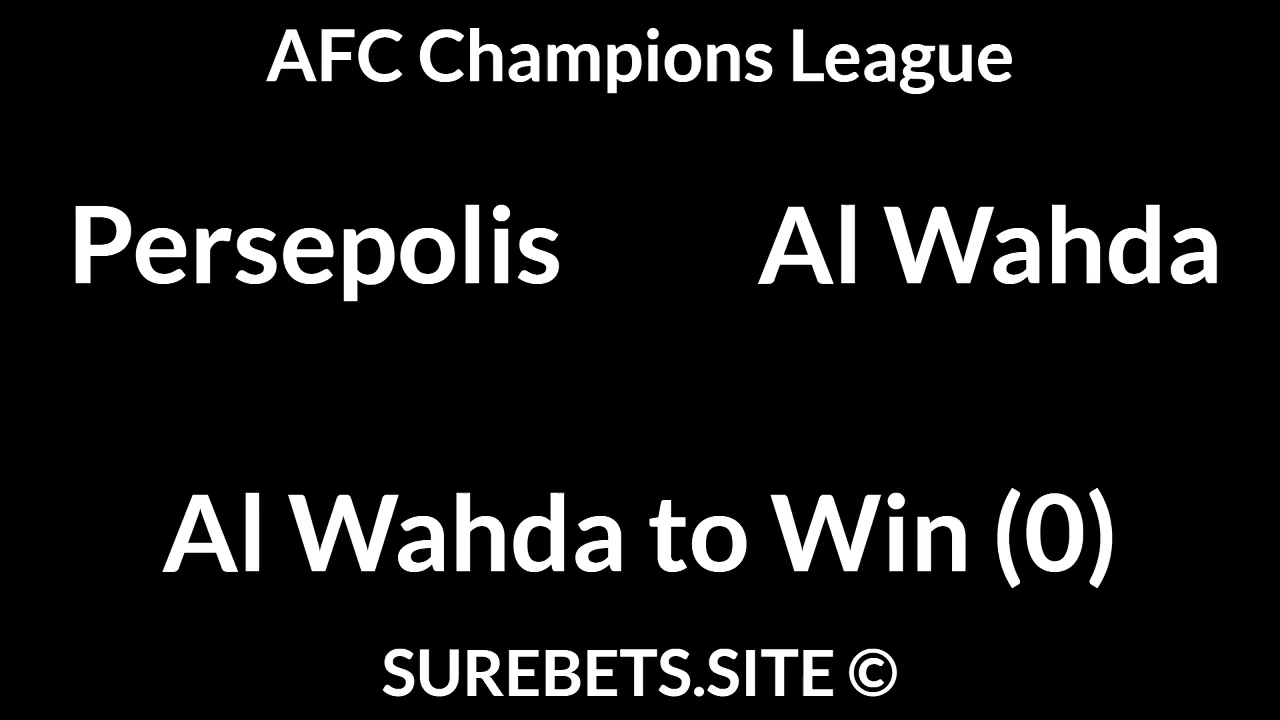 AFC Champions League
Persepolis Al Wahda
Al Wahda to Win (0)
SUREBETS.SITE ©